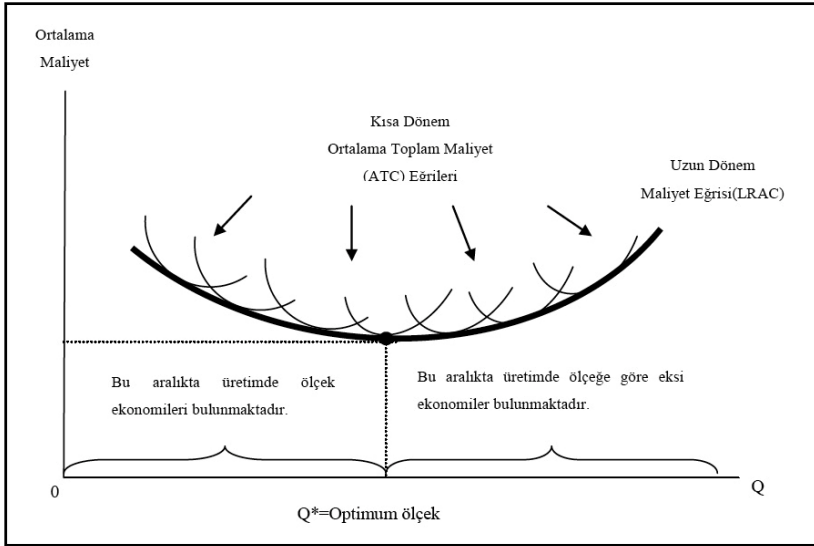 Ortalama
Maliyet
Kısa Dönem
Ortalama Toplam Maliyet
(ATC) Eğrileri
Uzun Dönem
Maliyet Eğrisi(LRAC)
Bu aralıkta üretimde ölçek
ekonomileri bulunmaktadır.
Bu aralıkta üretimde ölçeğe göre eksi
ekonomiler bulunmaktadır.
0
Q
Q*=Optimum ölçek